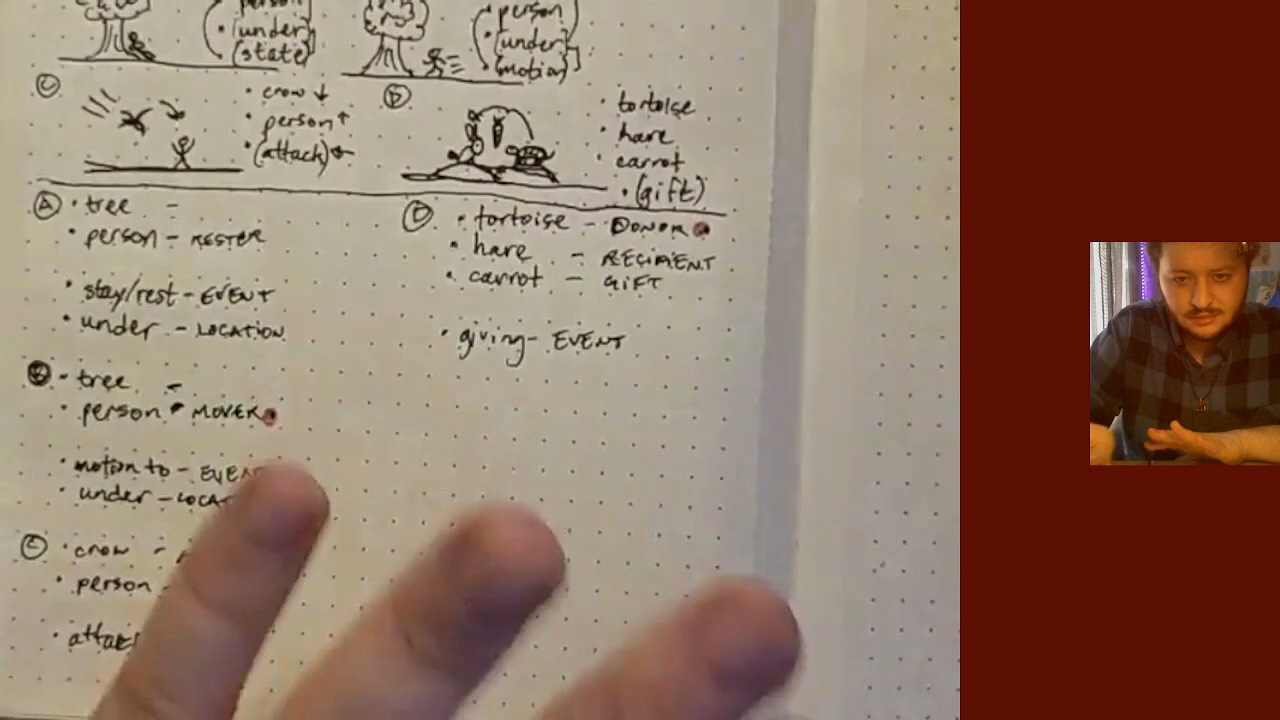 person
(under)
(state)
person
(under)
(motion)
C
• crow ↓
• person ↑
• (attack) ←
D
• tortoise
• hare
• carrot
• (gift)
A • tree -
• person - RESTER
• stay/rest - EVENT
• under - LOCATION
B - tree -
• person - MOVER
• motion to - EVEN
• under - LOCAT
C • crow -
• person -
• attack
D • tortoise - DONOR
• hare - RECIPIENT
• carrot - GIFT
• giving - EVENT